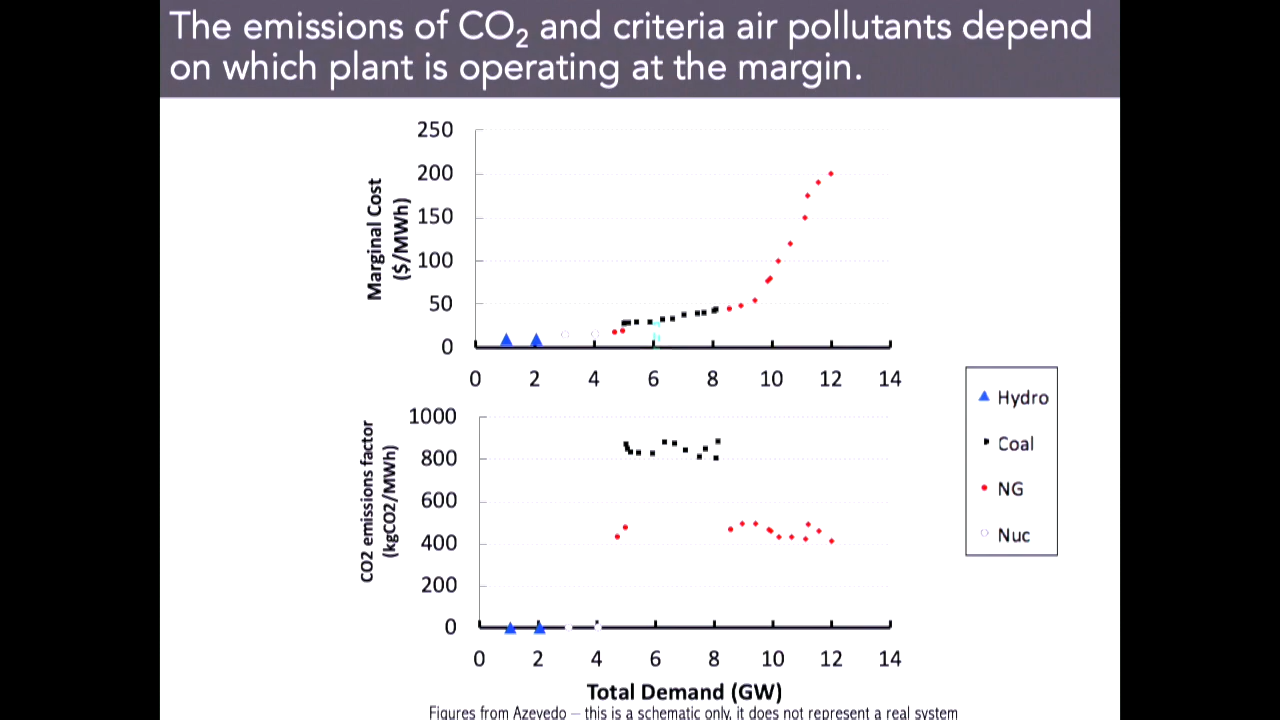 The emissions of CO₂ and criteria air pollutants depend
on which plant is operating at the margin.
Marginal Cost
($/MWh)
250
200
150
100
50
0
0 2 4 6 8 10 12 14
CO2 emissions factor
(kgCO2/MWh)
1000
800
600
400
200
0
0 2 4 6 8 10 12 14
Total Demand (GW)
Hydro
Coal
NG
Nuc
Figures from Azevedo – this is a schematic only, it does not represent a real system